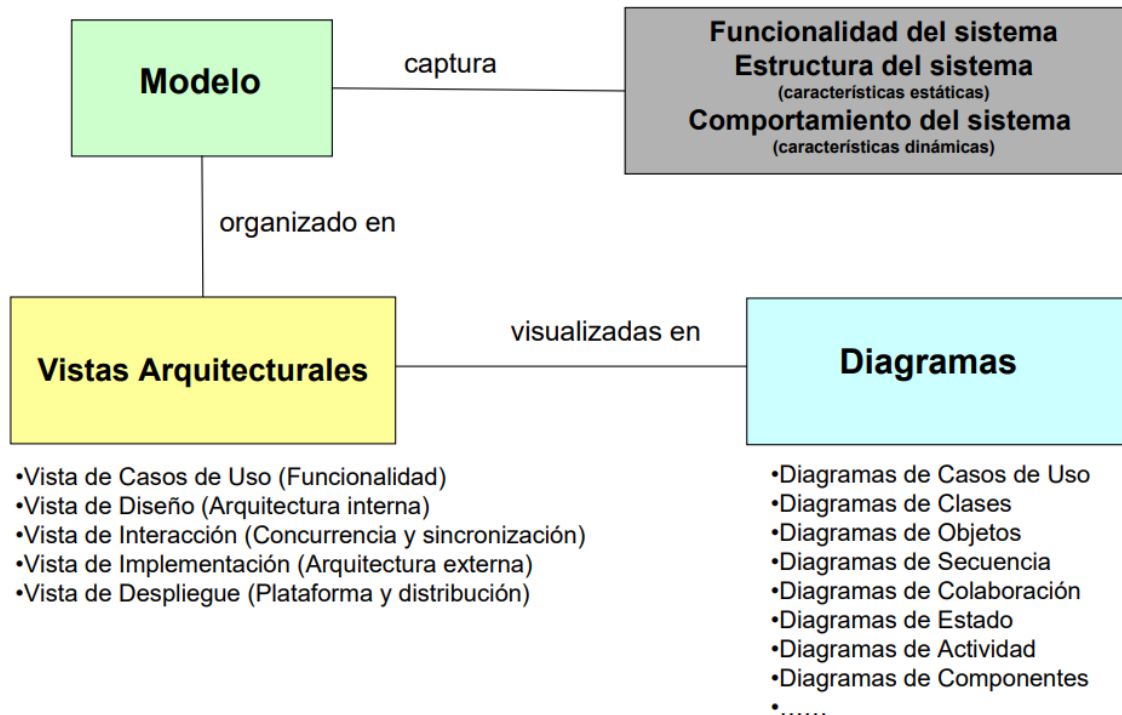 Modelo
captura
Funcionalidad del sistema
Estructura del sistema
(características estáticas)
Comportamiento del sistema
(características dinámicas)
organizado en
Vistas Arquitecturales
visualizadas en
Diagramas
•Vista de Casos de Uso (Funcionalidad)
•Vista de Diseño (Arquitectura interna)
•Vista de Interacción (Concurrencia y sincronización)
•Vista de Implementación (Arquitectura externa)
•Vista de Despliegue (Plataforma y distribución)
•Diagramas de Casos de Uso
•Diagramas de Clases
•Diagramas de Objetos
•Diagramas de Secuencia
•Diagramas de Colaboración
•Diagramas de Estado
•Diagramas de Actividad
•Diagramas de Componentes
•......